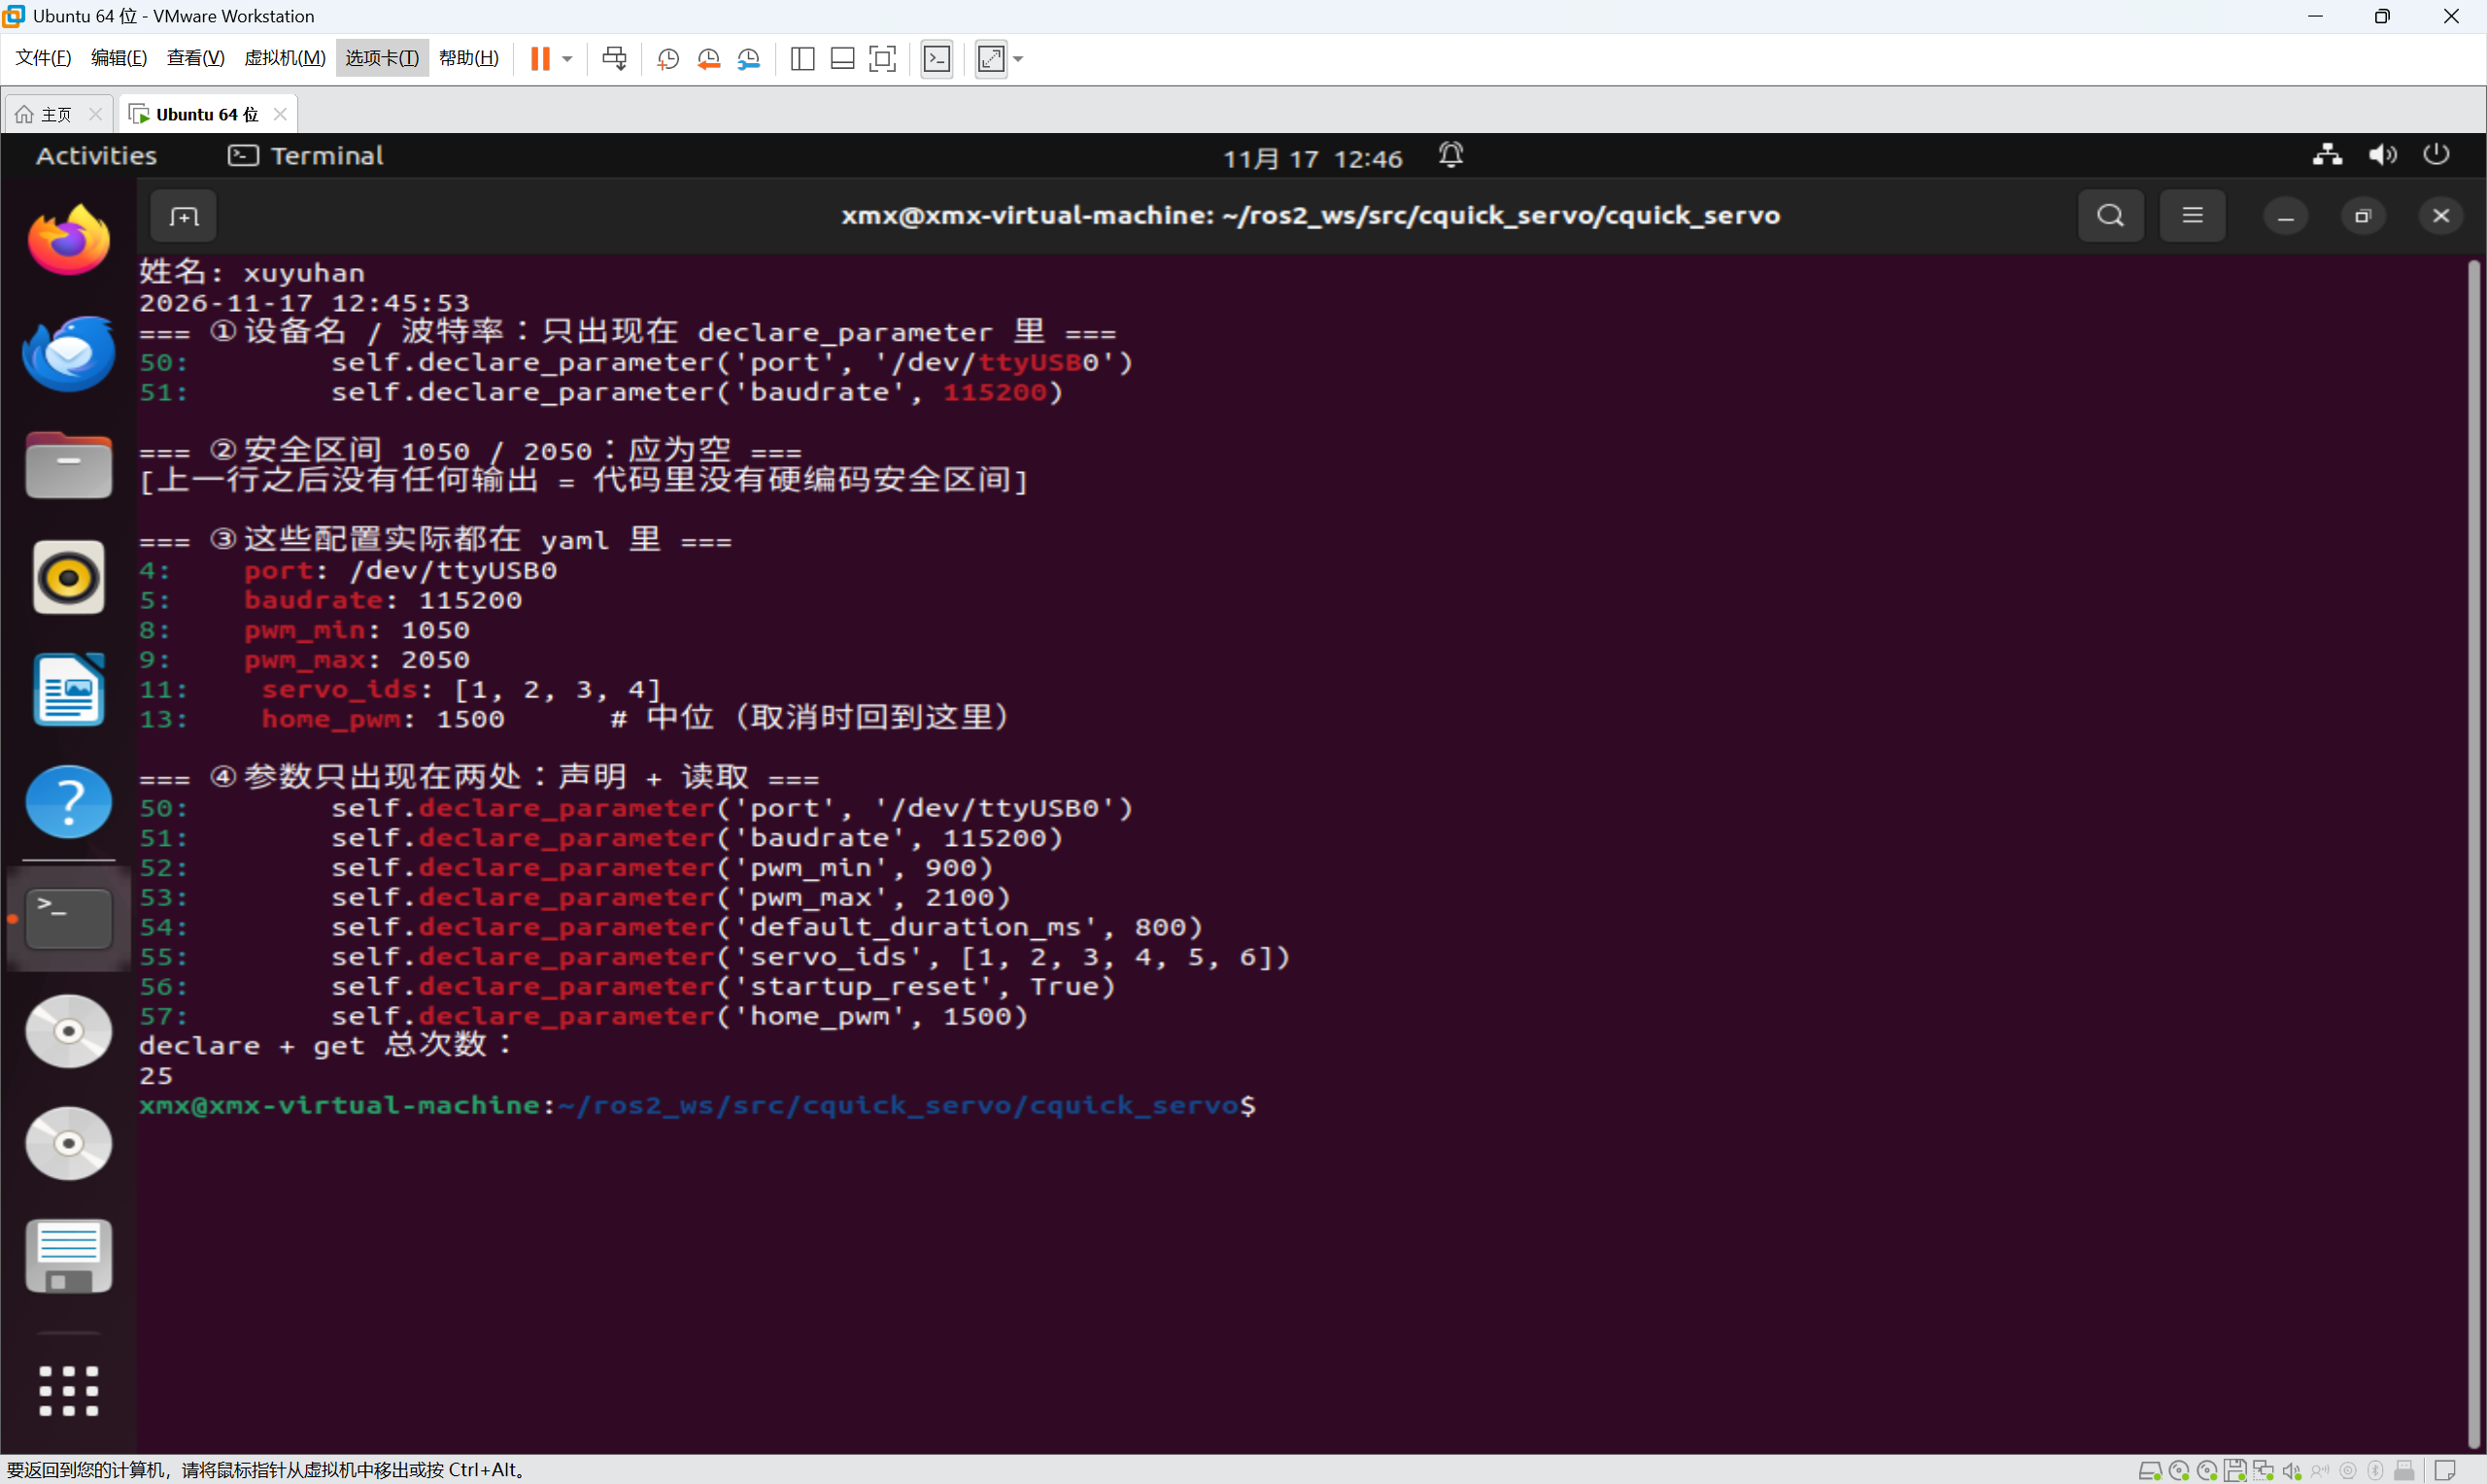 Ubuntu 64 位 - VMware Workstation
文件(F) 编辑(E) 查看(V) 虚拟机(M) 选项卡(T) 帮助(H)
主页 Ubuntu 64 位
Activities Terminal 11月 17 12:46
xmx@xmx-virtual-machine: ~/ros2_ws/src/cquick_servo/cquick_servo
姓名: xuyuhan
2026-11-17 12:45:53
=== ①设备名 / 波特率：只出现在 declare_parameter 里 ===
50:        self.declare_parameter('port', '/dev/ttyUSB0')
51:        self.declare_parameter('baudrate', 115200)
=== ②安全区间 1050 / 2050：应为空 ===
[上一行之后没有任何输出 = 代码里没有硬编码安全区间]
=== ③这些配置实际都在 yaml 里 ===
4:    port: /dev/ttyUSB0
5:    baudrate: 115200
8:    pwm_min: 1050
9:    pwm_max: 2050
11:    servo_ids: [1, 2, 3, 4]
13:    home_pwm: 1500      # 中位（取消时回到这里）
=== ④参数只出现在两处：声明 + 读取 ===
50:        self.declare_parameter('port', '/dev/ttyUSB0')
51:        self.declare_parameter('baudrate', 115200)
52:        self.declare_parameter('pwm_min', 900)
53:        self.declare_parameter('pwm_max', 2100)
54:        self.declare_parameter('default_duration_ms', 800)
55:        self.declare_parameter('servo_ids', [1, 2, 3, 4, 5, 6])
56:        self.declare_parameter('startup_reset', True)
57:        self.declare_parameter('home_pwm', 1500)
declare + get 总次数：
25
xmx@xmx-virtual-machine:~/ros2_ws/src/cquick_servo/cquick_servo$
要返回到您的计算机，请将鼠标指针从虚拟机中移出或按 Ctrl+Alt。